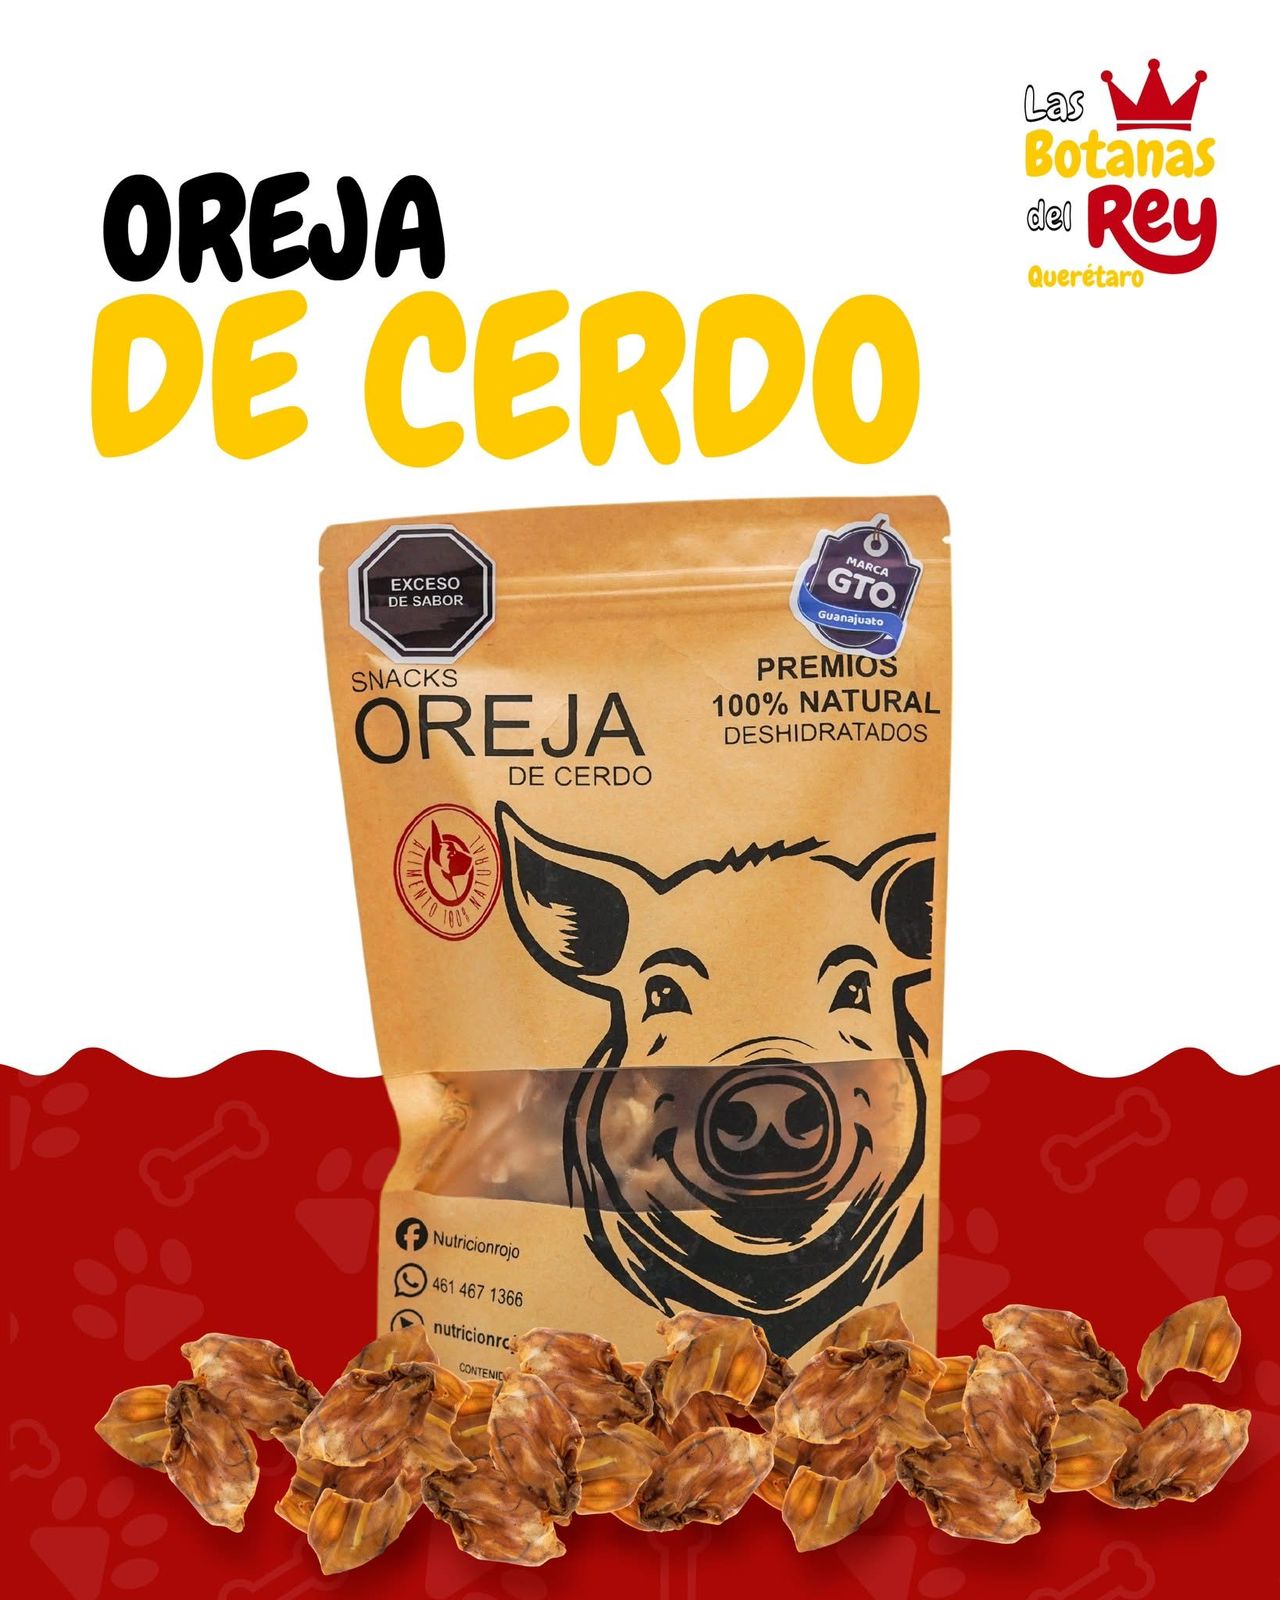 Las
Botanas
del Rey
Querétaro
OREJA
DE CERDO
EXCESO
DE SABOR
MARCA
GTO
Guanajuato
SNACKS
OREJA
DE CERDO
PREMIOS
100% NATURAL
DESHIDRATADOS
ALIMENTO 100% NATURAL
Nutricionrojo
461 467 1366